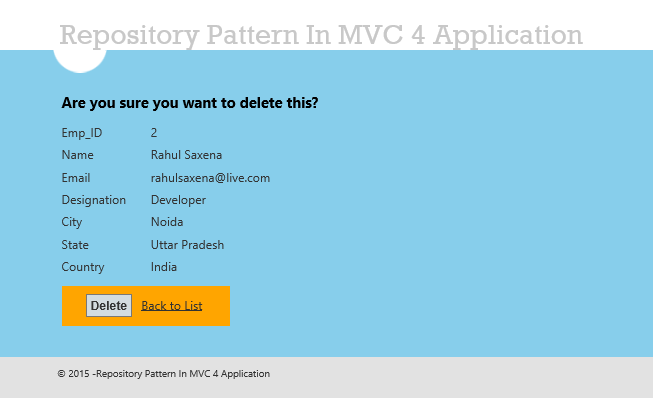 Repository Pattern In MVC 4 Application
Are you sure you want to delete this?
Emp_ID 2
Name Rahul Saxena
Email rahulsaxena@live.com
Designation Developer
City Noida
State Uttar Pradesh
Country India
Delete Back to List
© 2015 -Repository Pattern In MVC 4 Application